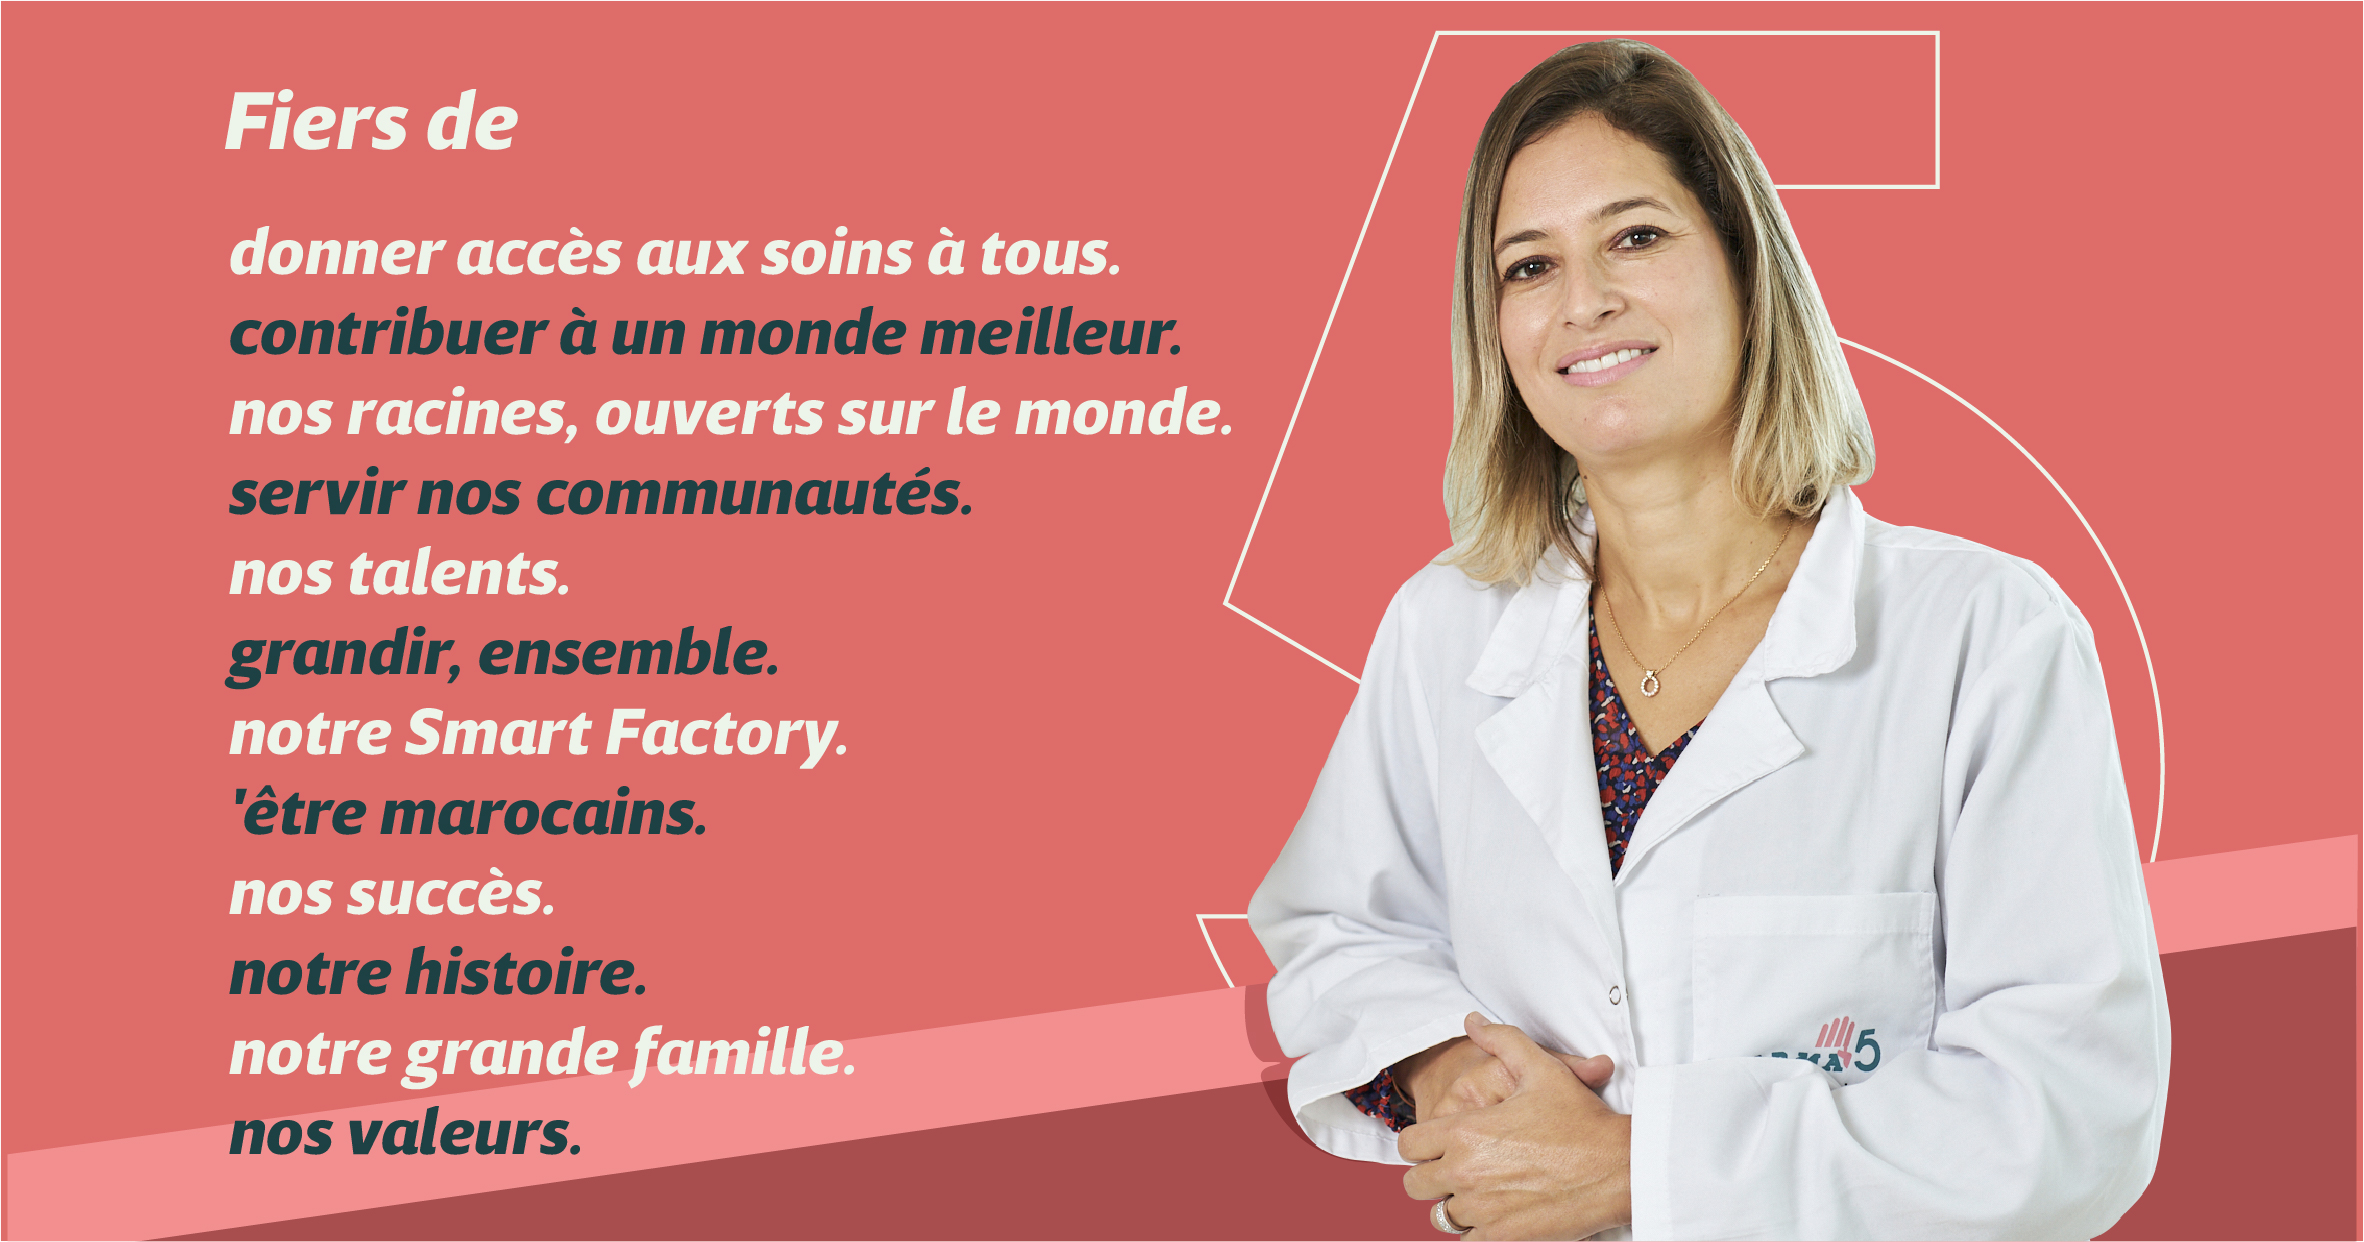 Fiers de
donner accès aux soins à tous.
contribuer à un monde meilleur.
nos racines, ouverts sur le monde.
servir nos communautés.
nos talents.
grandir, ensemble.
notre Smart Factory.
'être marocains.
nos succès.
notre histoire.
notre grande famille.
nos valeurs.
5